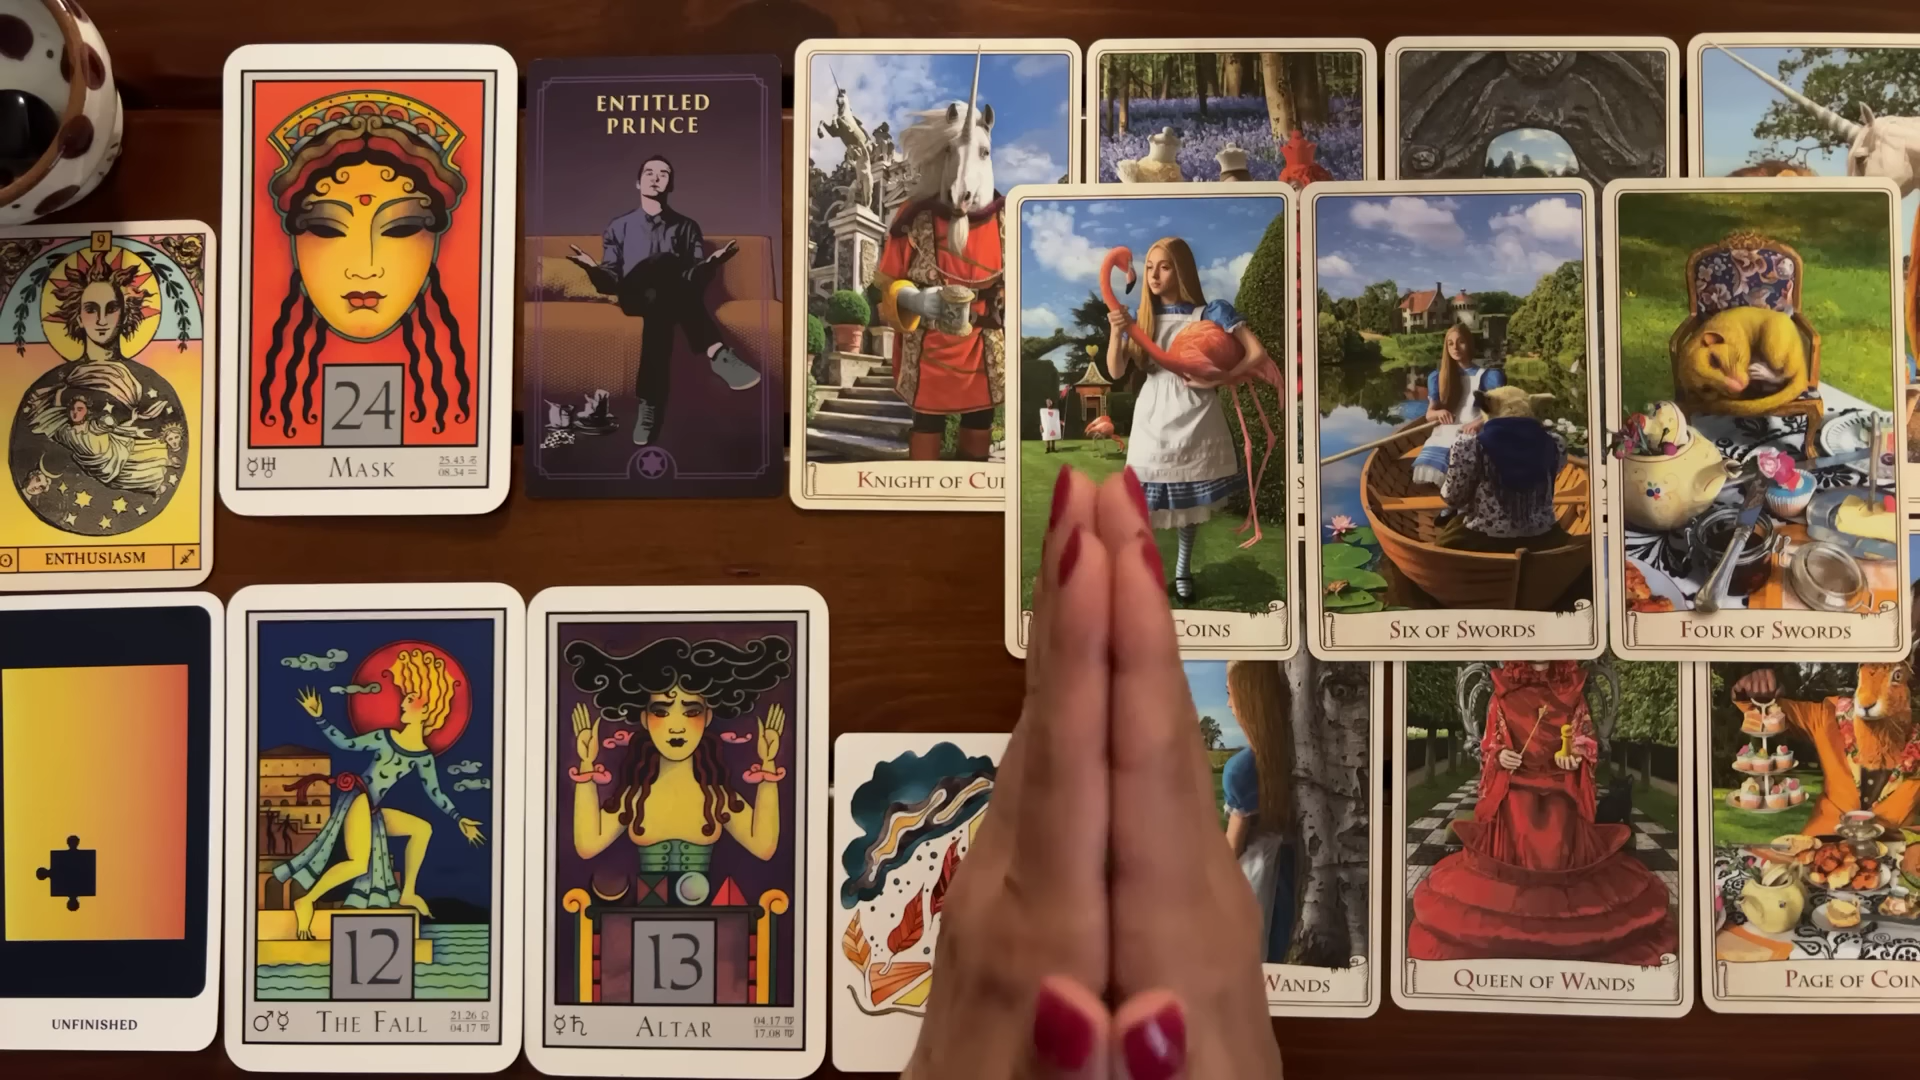 9
ENTHUSIASM
24
MASK
25.43
08.34
ENTITLED
PRINCE
KNIGHT OF CU
COINS
SIX OF SWORDS
FOUR OF SWORDS
UNFINISHED
12
THE FALL
21.26
04.17
13
ALTAR
04.17
17.08
WANDS
QUEEN OF WANDS
PAGE OF COIN